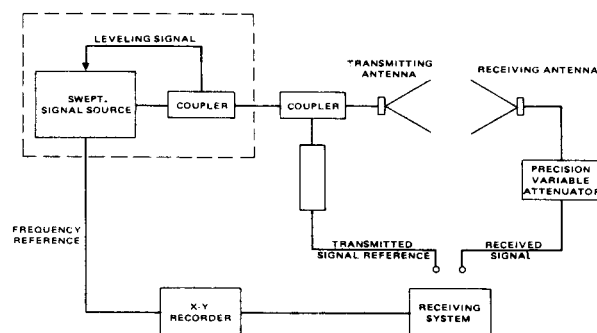 LEVELING SIGNAL
SWEPT.
SIGNAL SOURCE
COUPLER
COUPLER
TRANSMITTING
ANTENNA
RECEIVING ANTENNA
PRECISION
VARIABLE
ATTENUATOR
FREQUENCY
REFERENCE
TRANSMITTED
SIGNAL REFERENCE
RECEIVED
SIGNAL
X-Y
RECORDER
RECEIVING
SYSTEM